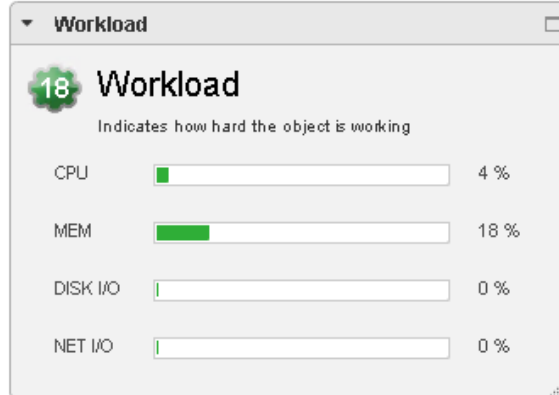 Workload
18 Workload
Indicates how hard the object is working
CPU 4 %
MEM 18 %
DISK I/O 0 %
NET I/O 0 %